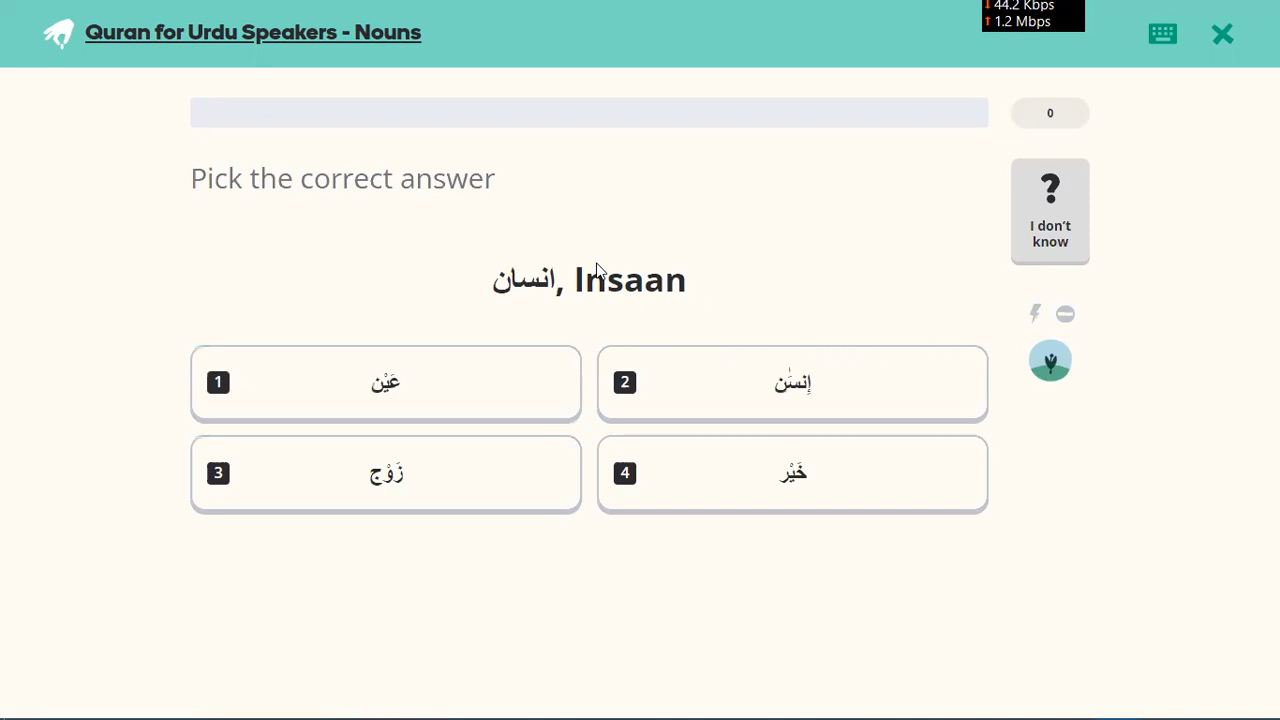 44.2 Kbps
1.2 Mbps
Quran for Urdu Speakers - Nouns
0
Pick the correct answer
?
I don't
know
انسان, Insaan
1 عَيْن
2 إِنسَٰن
3 زَوْج
4 خَيْر